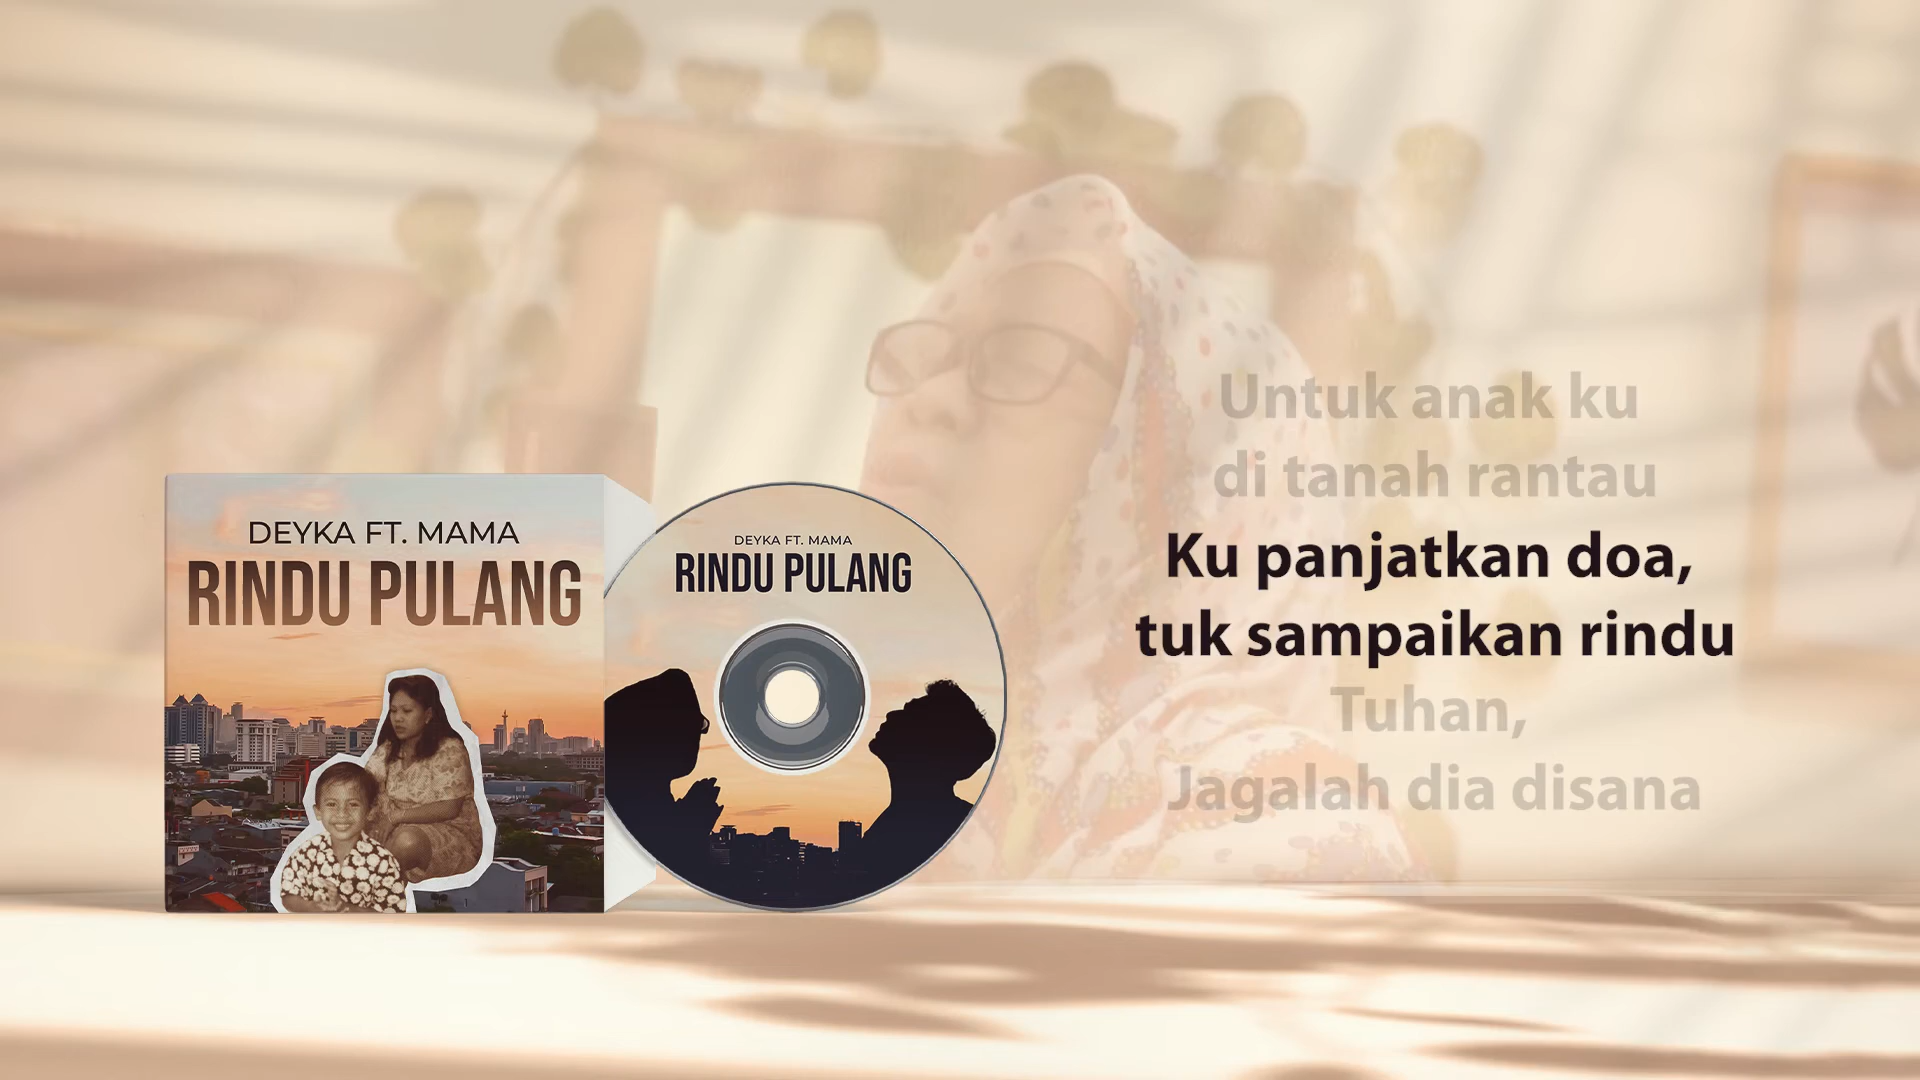 DEYKA FT. MAMA
RINDU PULANG
DEYKA FT. MAMA
RINDU PULANG
Untuk anak ku
di tanah rantau
Ku panjatkan doa,
tuk sampaikan rindu
Tuhan,
Jagalah dia disana